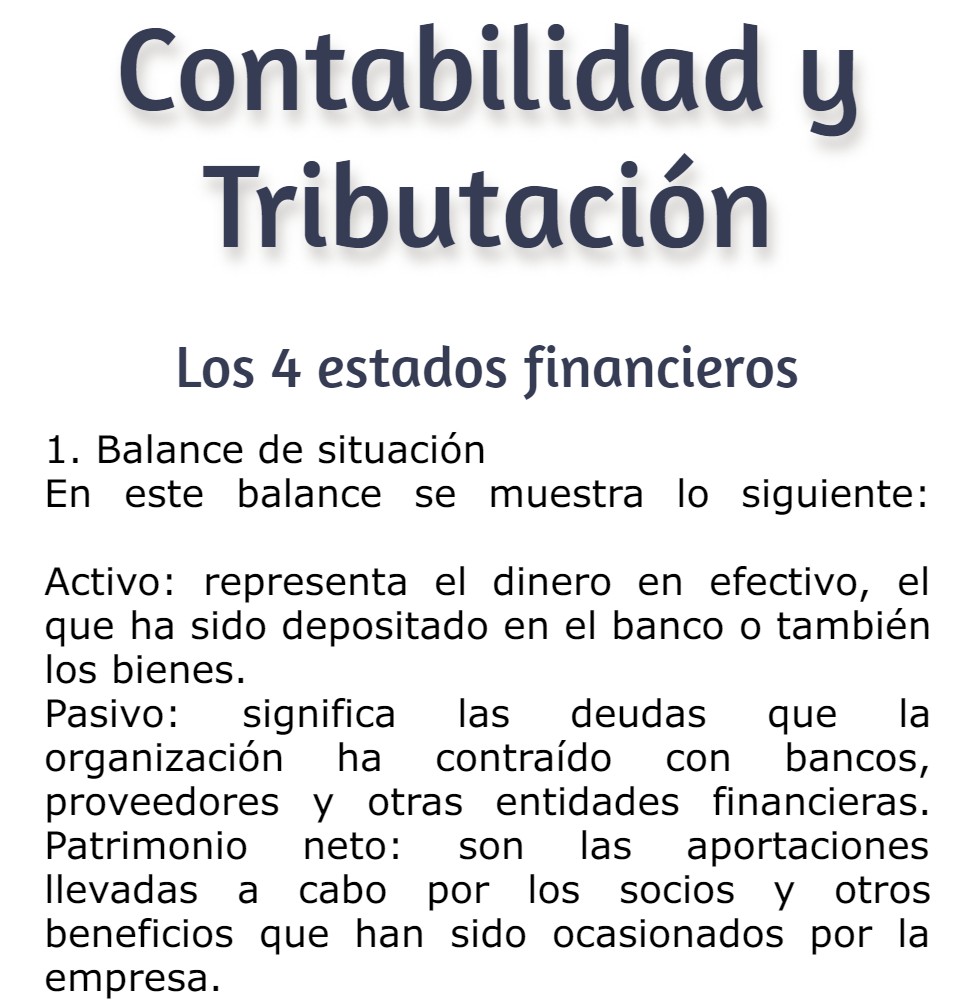 Contabilidad y
Tributación
Los 4 estados financieros
1. Balance de situación
En este balance se muestra lo siguiente:
Activo: representa el dinero en efectivo, el
que ha sido depositado en el banco o también
los bienes.
Pasivo: significa las deudas que la
organización ha contraído con bancos,
proveedores y otras entidades financieras.
Patrimonio neto: son las aportaciones
llevadas a cabo por los socios y otros
beneficios que han sido ocasionados por la
empresa.